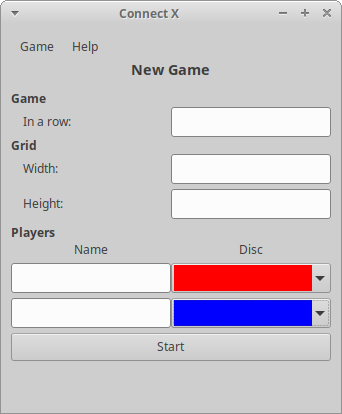 Connect X
Game Help
New Game
Game
In a row:
Grid
Width:
Height:
Players
Name Disc
Start